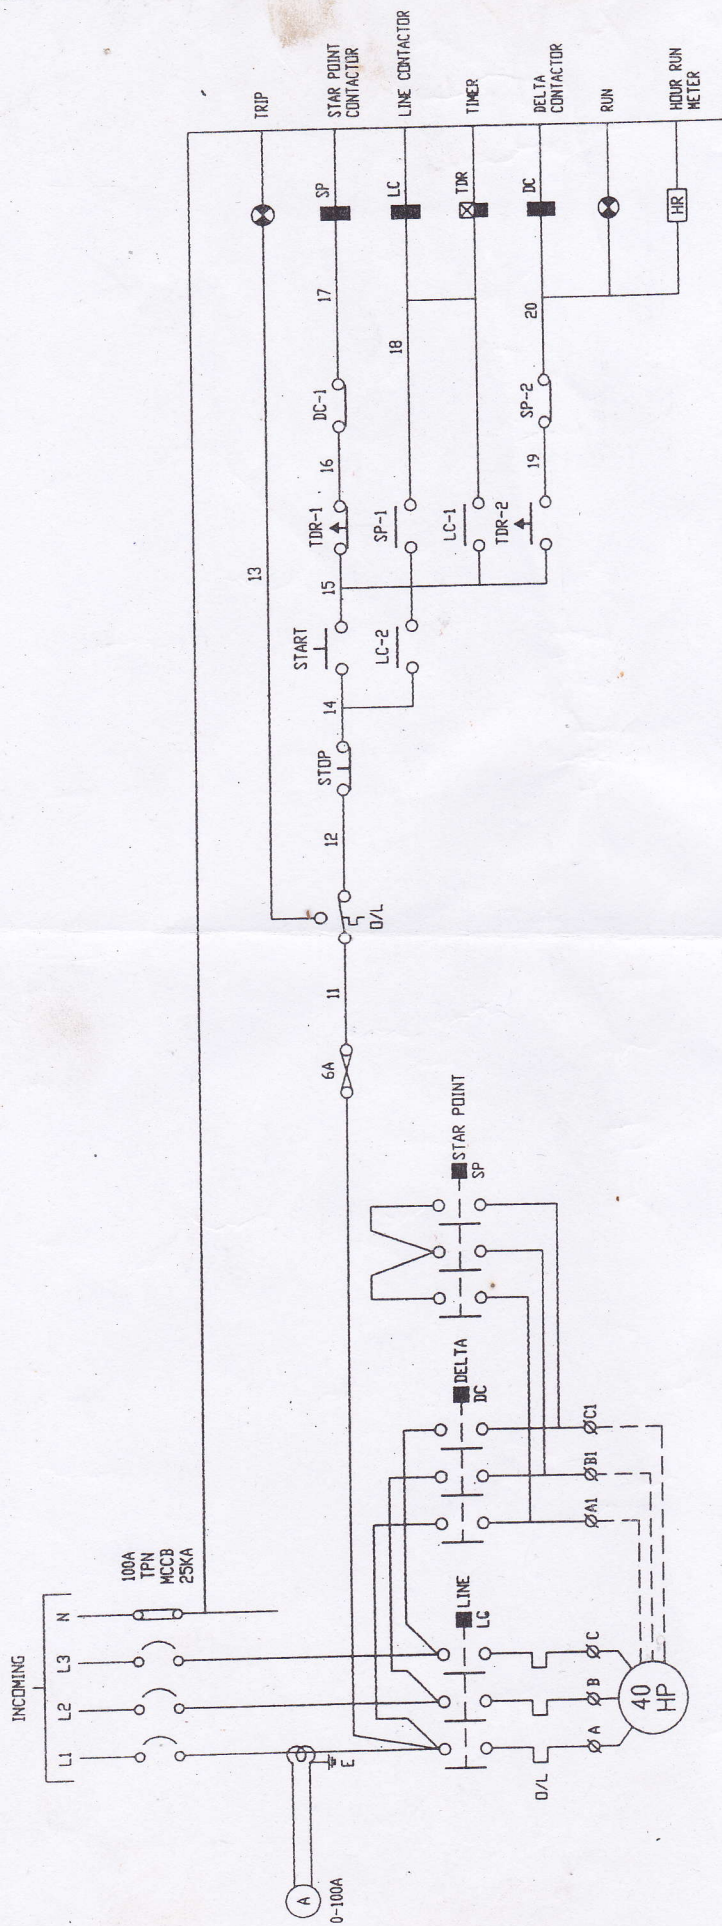 INCOMING
L1
L2
L3
N
100A
TPN
MCCB
25KA
A
0-100A
E
LINE
LC
DELTA
DC
STAR POINT
SP
O/L
A
B
C
A1
B1
C1
40
HP
6A
11
O/L
12
13
STOP
14
START
LC-2
15
TDR-1
SP-1
LC-1
TDR-2
16
DC-1
17
18
19
SP-2
20
SP
LC
TDR
DC
HR
TRIP
STAR POINT
CONTACTOR
LINE CONTACTOR
TIMER
DELTA
CONTACTOR
RUN
HOUR RUN
METER